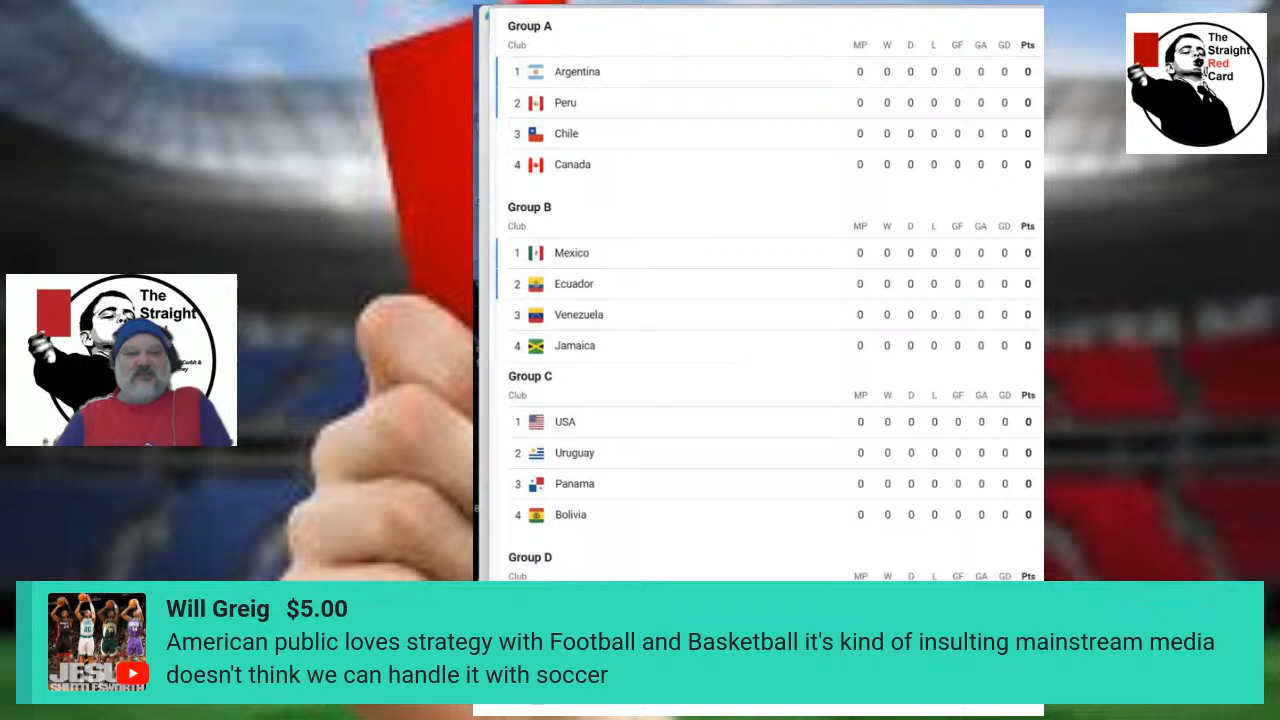 Group A
Club MP W D L GF GA GD Pts
1 Argentina 0 0 0 0 0 0 0 0
2 Peru 0 0 0 0 0 0 0 0
3 Chile 0 0 0 0 0 0 0 0
4 Canada 0 0 0 0 0 0 0 0
Group B
Club MP W D L GF GA GD Pts
1 Mexico 0 0 0 0 0 0 0 0
2 Ecuador 0 0 0 0 0 0 0 0
3 Venezuela 0 0 0 0 0 0 0 0
4 Jamaica 0 0 0 0 0 0 0 0
Group C
Club MP W D L GF GA GD Pts
1 USA 0 0 0 0 0 0 0 0
2 Uruguay 0 0 0 0 0 0 0 0
3 Panama 0 0 0 0 0 0 0 0
4 Bolivia 0 0 0 0 0 0 0 0
Group D
Club MP W D L GF GA GD Pts
The
Straight
Red
Card
The
Straight
Will Greig $5.00
American public loves strategy with Football and Basketball it's kind of insulting mainstream media
doesn't think we can handle it with soccer